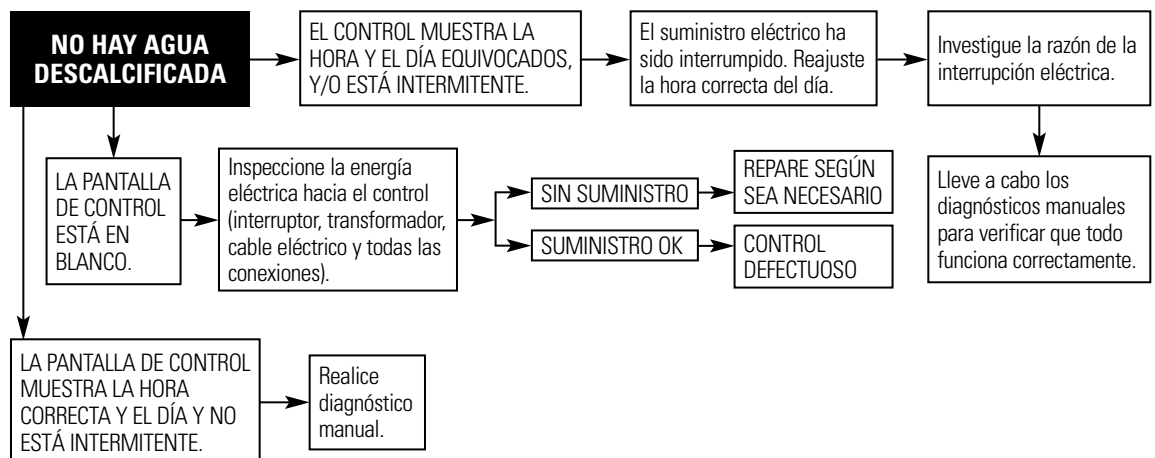 NO HAY AGUA
DESCALCIFICADA
EL CONTROL MUESTRA LA
HORA Y EL DÍA EQUIVOCADOS,
Y/O ESTÁ INTERMITENTE.
El suministro eléctrico ha
sido interrumpido. Reajuste
la hora correcta del día.
Investigue la razón de la
interrupción eléctrica.
Lleve a cabo los
diagnósticos manuales
para verificar que todo
funciona correctamente.
LA PANTALLA
DE CONTROL
ESTÁ EN
BLANCO.
Inspeccione la energía
eléctrica hacia el control
(interruptor, transformador,
cable eléctrico y todas las
conexiones).
SIN SUMINISTRO
REPARE SEGÚN
SEA NECESARIO
SUMINISTRO OK
CONTROL
DEFECTUOSO
LA PANTALLA DE CONTROL
MUESTRA LA HORA
CORRECTA Y EL DÍA Y NO
ESTÁ INTERMITENTE.
Realice
diagnóstico
manual.